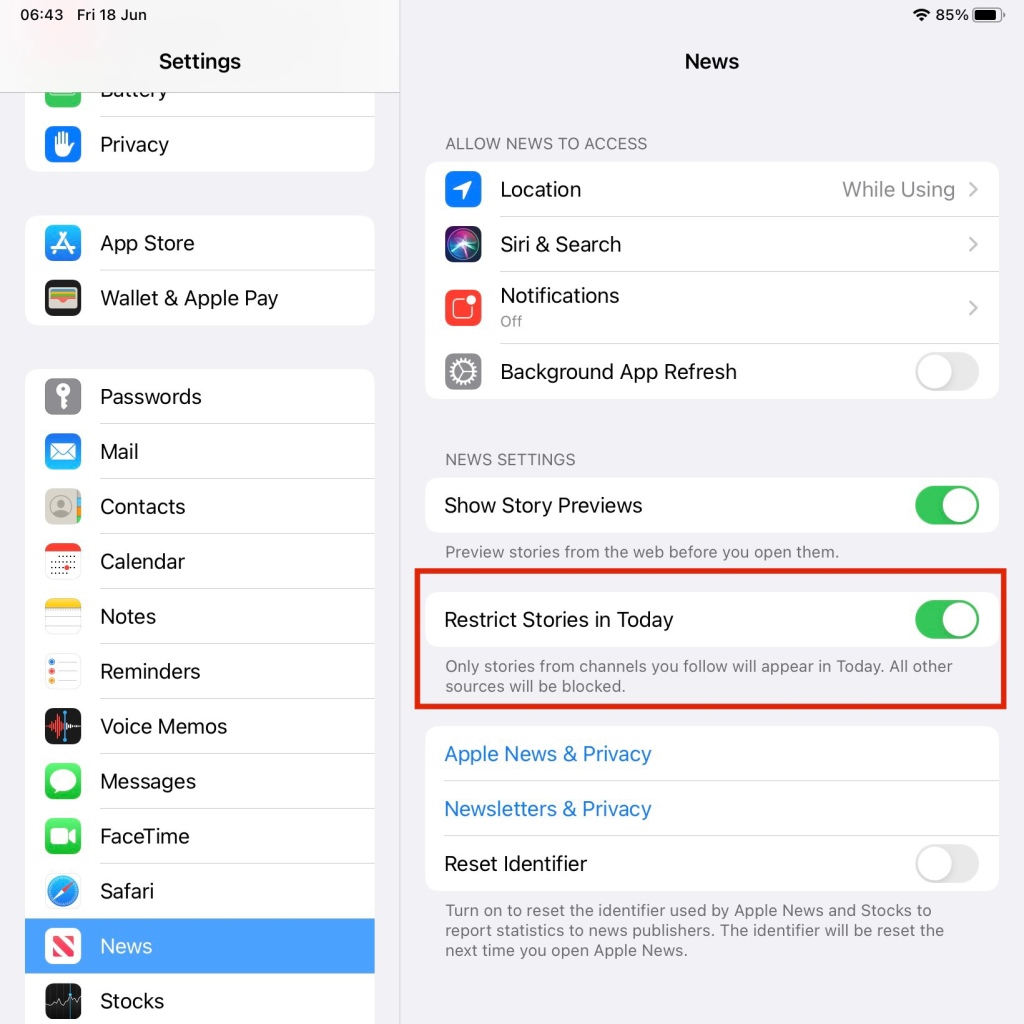 06:43 Fri 18 Jun
85%
Settings
Battery
Privacy
App Store
Wallet & Apple Pay
Passwords
Mail
Contacts
Calendar
Notes
Reminders
Voice Memos
Messages
FaceTime
Safari
News
Stocks
News
ALLOW NEWS TO ACCESS
Location While Using
Siri & Search
Notifications
Off
Background App Refresh
NEWS SETTINGS
Show Story Previews
Preview stories from the web before you open them.
Restrict Stories in Today
Only stories from channels you follow will appear in Today. All other
sources will be blocked.
Apple News & Privacy
Newsletters & Privacy
Reset Identifier
Turn on to reset the identifier used by Apple News and Stocks to
report statistics to news publishers. The identifier will be reset the
next time you open Apple News.